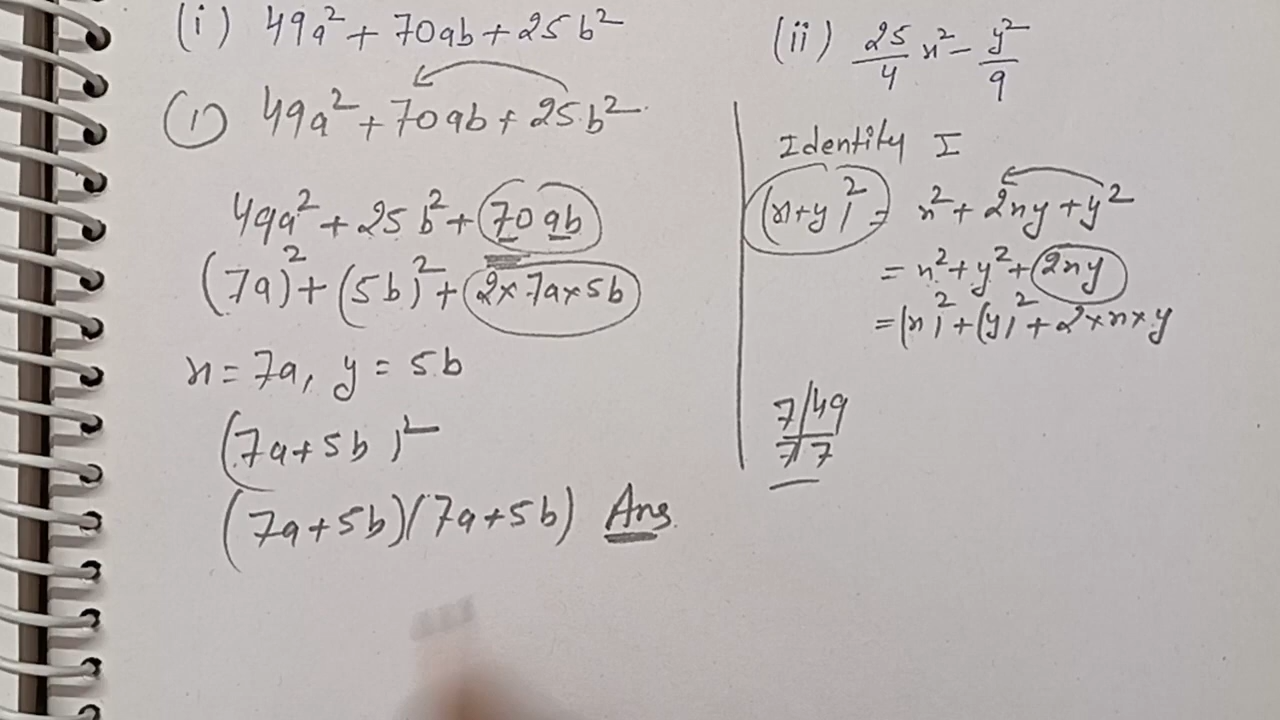 (i) 49a² + 70ab + 25b²
(ii) 25/4 x² - y²/9
(1) 49a² + 70ab + 25b²
49a² + 25b² + 70ab
(7a)² + (5b)² + 2×7a×5b
x = 7a, y = 5b
(7a+5b)²
(7a+5b)(7a+5b) Ans.
Identity I
(x+y)² = x² + 2xy + y²
= x² + y² + 2xy
= (x)² + (y)² + 2×x×y
7/49
7/7